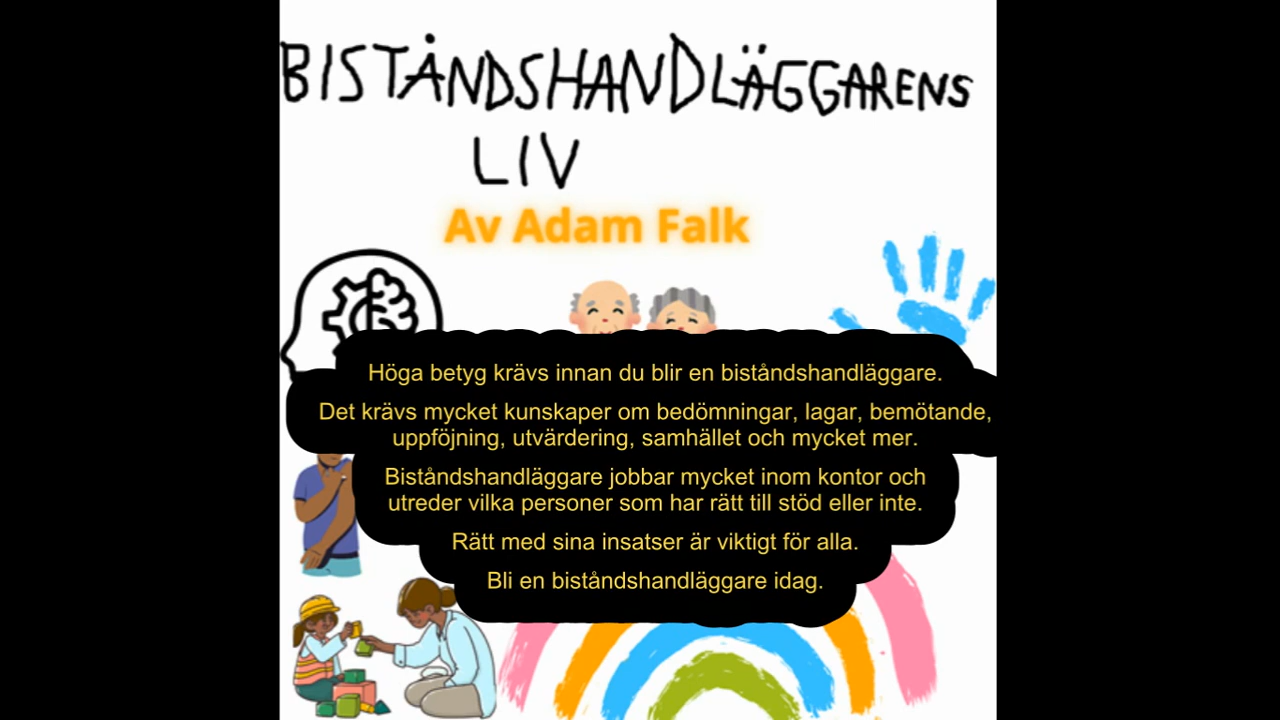 BISTÅNDSHANDLÄGGARENS
LIV
Av Adam Falk
Höga betyg krävs innan du blir en biståndshandläggare.
Det krävs mycket kunskaper om bedömningar, lagar, bemötande,
uppföjning, utvärdering, samhället och mycket mer.
Biståndshandläggare jobbar mycket inom kontor och
utreder vilka personer som har rätt till stöd eller inte.
Rätt med sina insatser är viktigt för alla.
Bli en biståndshandläggare idag.